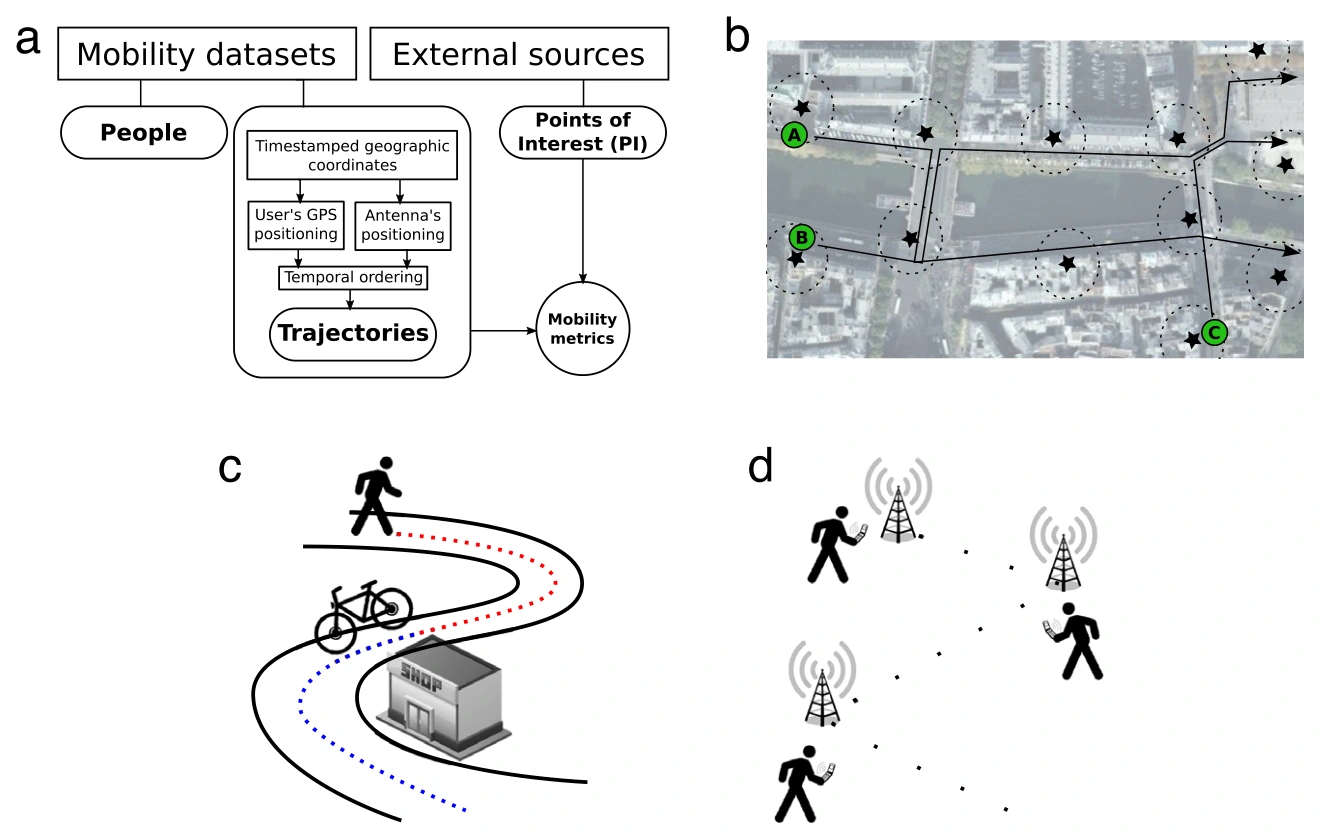 a
Mobility datasets
External sources
People
Points of
Interest (PI)
Timestamped geographic
coordinates
User's GPS
positioning
Antenna's
positioning
Temporal ordering
Trajectories
Mobility
metrics
b
A
B
C
c
SHOP
d